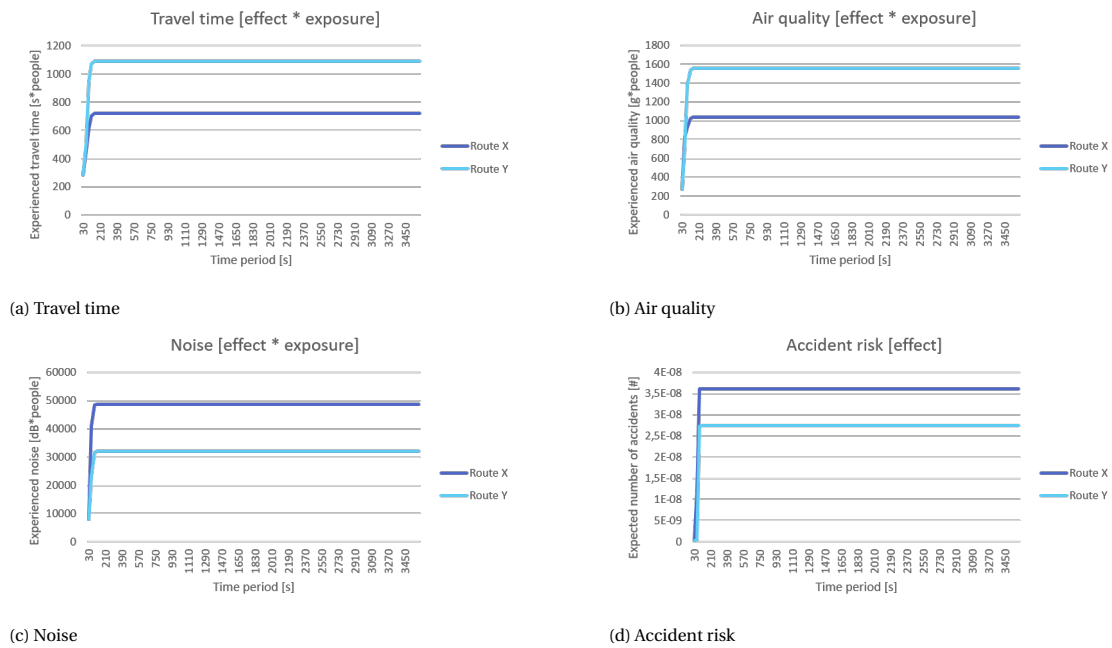 Travel time [effect * exposure]
Experienced travel time [s*people]
1200
1000
800
600
400
200
0
30 210 390 570 750 930 1110 1290 1470 1650 1830 2010 2190 2370 2550 2730 2910 3090 3270 3450
Time period [s]
Route X
Route Y
(a) Travel time
Air quality [effect * exposure]
Experienced air quality [g*people]
1800
1600
1400
1200
1000
800
600
400
200
0
30 210 390 570 750 930 1110 1290 1470 1650 1830 2010 2190 2370 2550 2730 2910 3090 3270 3450
Time period [s]
Route X
Route Y
(b) Air quality
Noise [effect * exposure]
Experienced noise [dB*people]
60000
50000
40000
30000
20000
10000
0
30 210 390 570 750 930 1110 1290 1470 1650 1830 2010 2190 2370 2550 2730 2910 3090 3270 3450
Time period [s]
Route X
Route Y
(c) Noise
Accident risk [effect]
Expected number of accidents [#]
4E-08
3,5E-08
3E-08
2,5E-08
2E-08
1,5E-08
1E-08
5E-09
0
30 210 390 570 750 930 1110 1290 1470 1650 1830 2010 2190 2370 2550 2730 2910 3090 3270 3450
Time period [s]
Route X
Route Y
(d) Accident risk